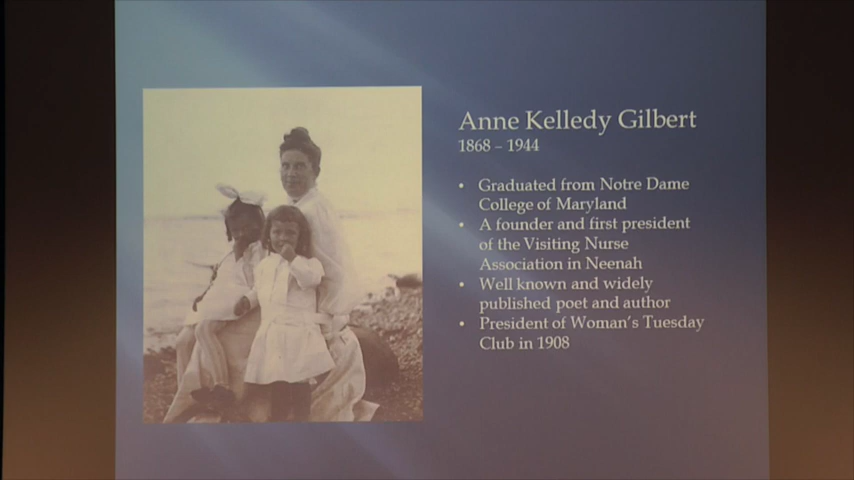 Anne Kelledy Gilbert
1868 – 1944
• Graduated from Notre Dame
College of Maryland
• A founder and first president
of the Visiting Nurse
Association in Neenah
• Well known and widely
published poet and author
• President of Woman's Tuesday
Club in 1908